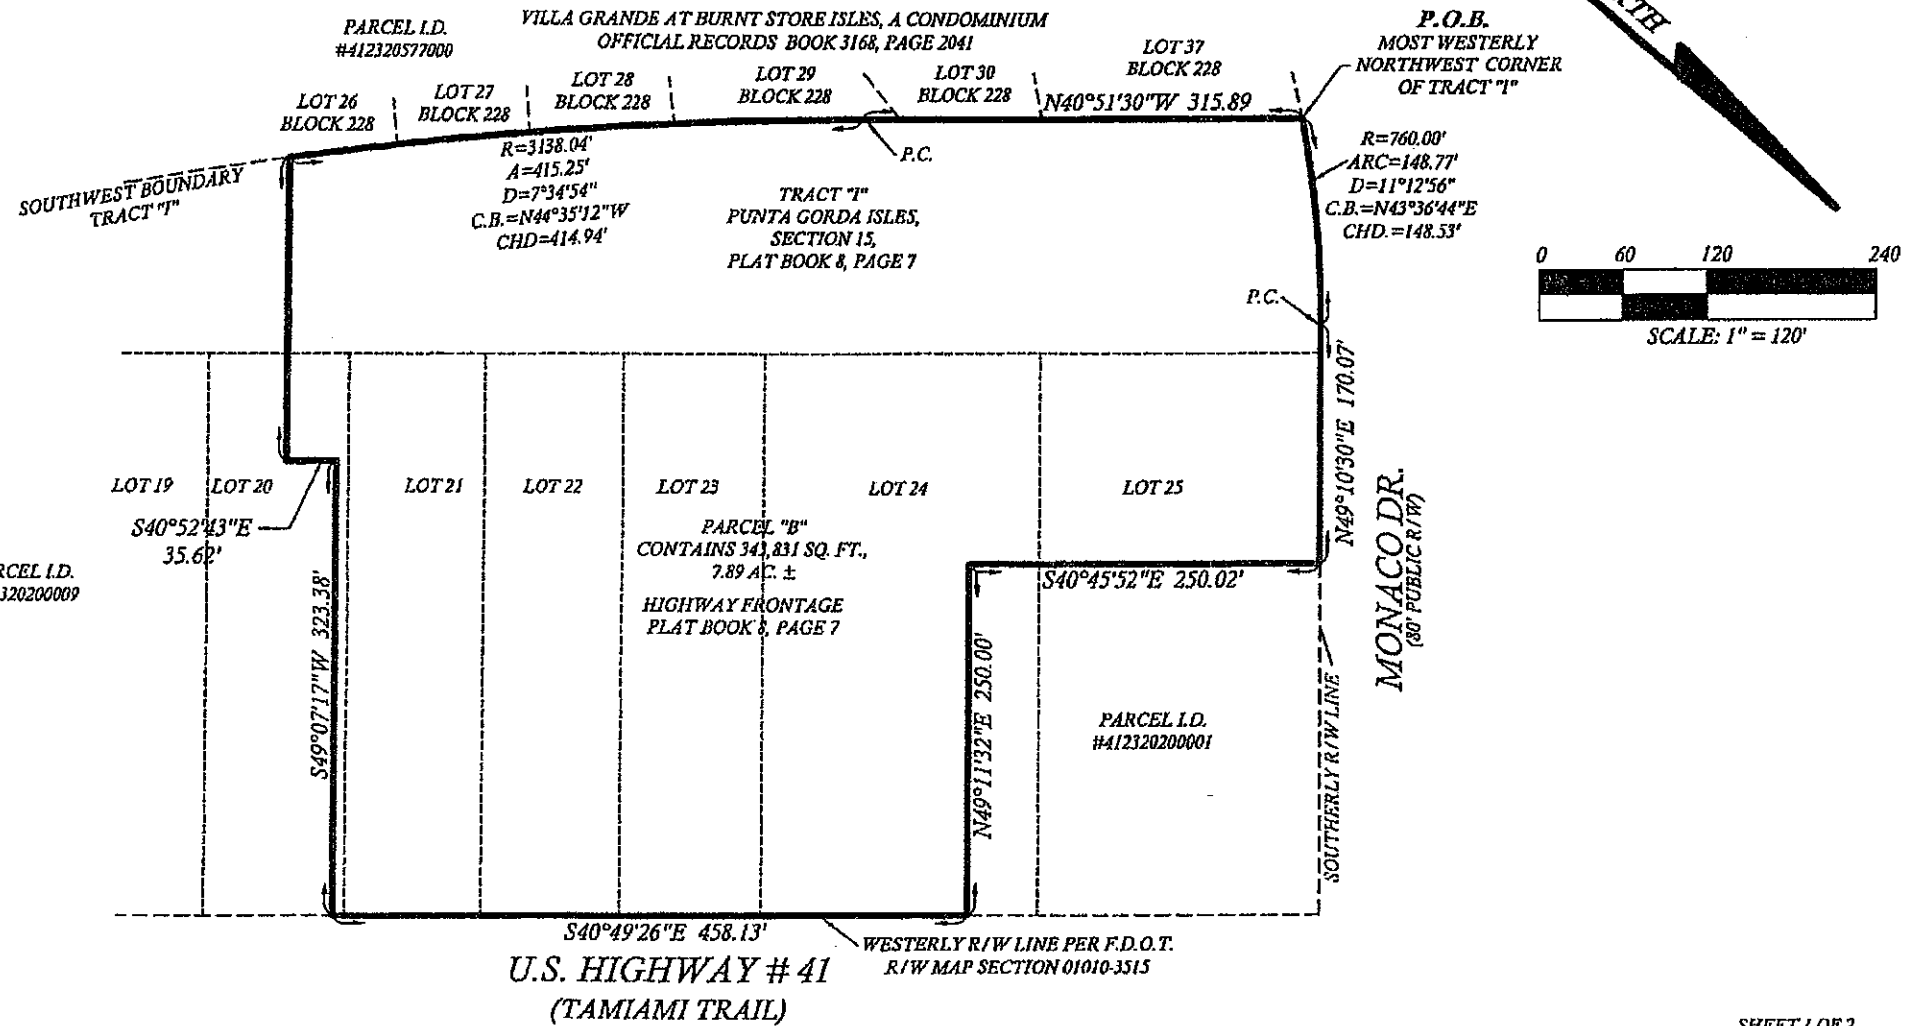 PARCEL I.D.
#412320577000
VILLA GRANDE AT BURNT STORE ISLES, A CONDOMINIUM
OFFICIAL RECORDS BOOK 3168, PAGE 2041
LOT 26
BLOCK 228
LOT 27
BLOCK 228
LOT 28
BLOCK 228
LOT 29
BLOCK 228
LOT 30
BLOCK 228
LOT 37
BLOCK 228
N40°51'30"W 315.89
P.O.B.
MOST WESTERLY
NORTHWEST CORNER
OF TRACT "I"
RTH
R=760.00'
ARC=148.77'
D=11°12'56"
C.B.=N43°36'44"E
CHD.=148.53'
SOUTHWEST BOUNDARY
TRACT "I"
R=3138.04'
A=415.25'
D=7°34'54"
C.B.=N44°35'12"W
CHD=414.94'
P.C.
TRACT "I"
PUNTA GORDA ISLES,
SECTION 15,
PLAT BOOK 8, PAGE 7
0 60 120 240
SCALE: 1" = 120'
P.C.
N49°10'30"E 170.07'
MONACO DR.
(80' PUBLIC R/W)
LOT 19
LOT 20
LOT 21
LOT 22
LOT 23
LOT 24
LOT 25
S40°52'43"E
35.62'
RCEL I.D.
320200009
PARCEL "B"
CONTAINS 343,831 SQ. FT.,
7.89 AC. ±
HIGHWAY FRONTAGE
PLAT BOOK 8, PAGE 7
S40°45'52"E 250.02'
S49°07'17"W 323.38'
N49°11'32"E 250.00'
PARCEL I.D.
#412320200001
SOUTHERLY R/W LINE
S40°49'26"E 458.13'
WESTERLY R/W LINE PER F.D.O.T.
R/W MAP SECTION 01010-3515
U.S. HIGHWAY # 41
(TAMIAMI TRAIL)
SHEET 1 OF 2